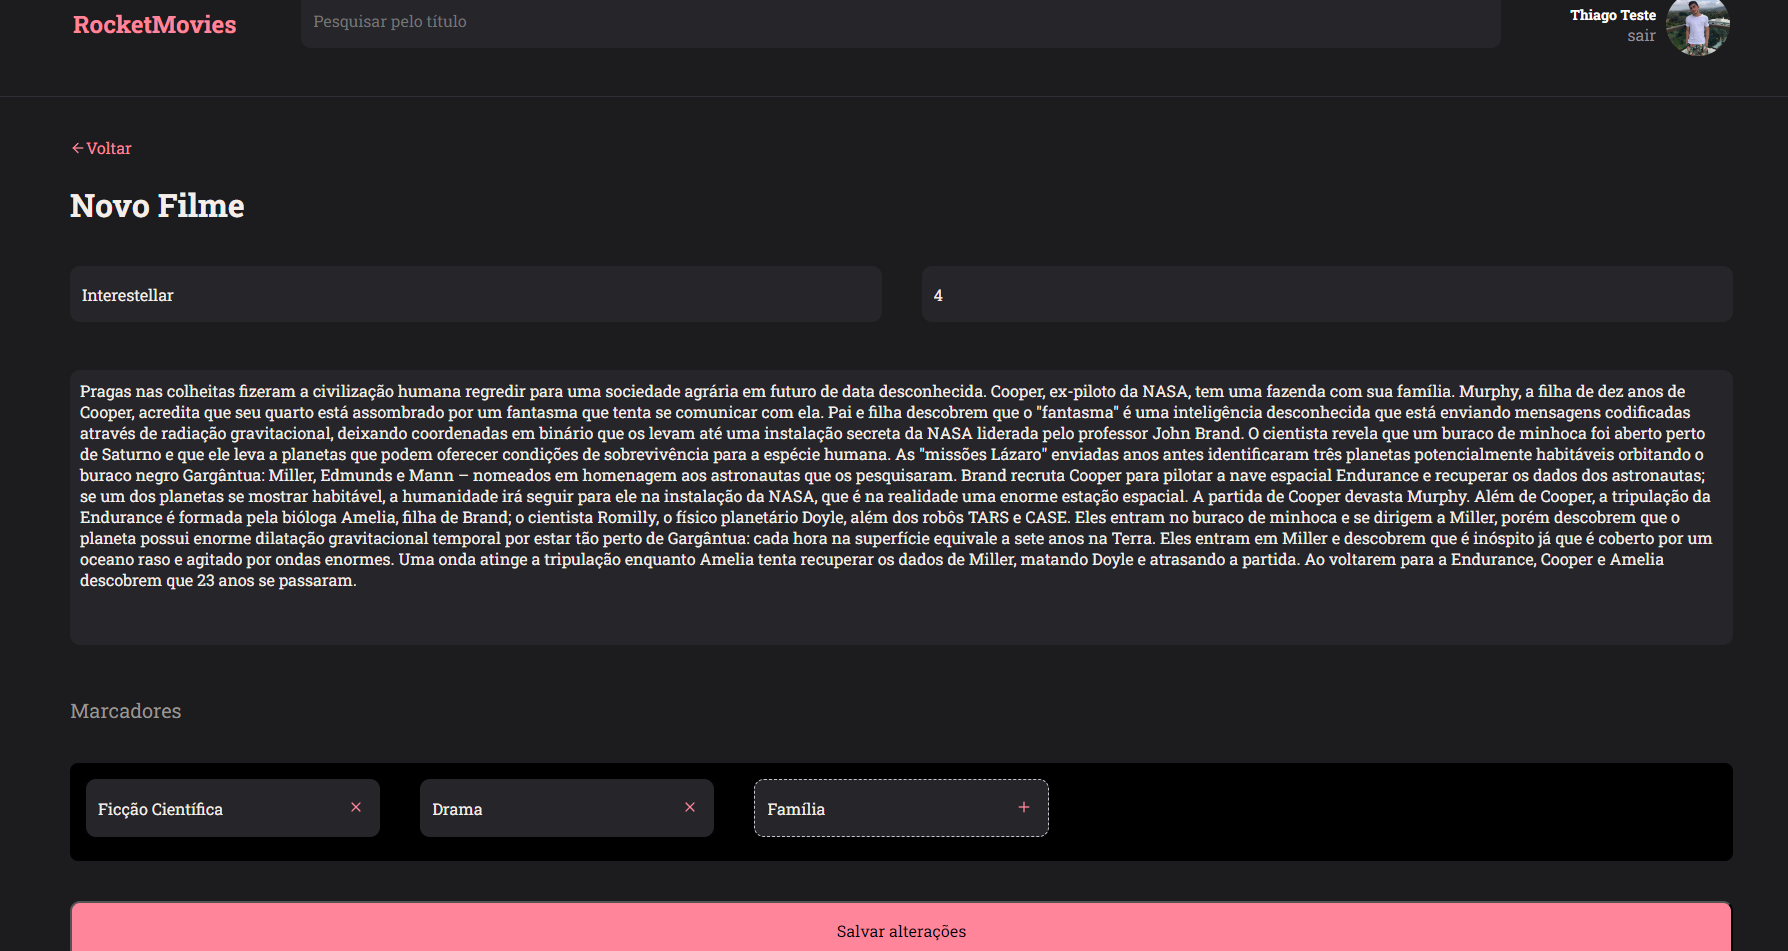 RocketMovies
Pesquisar pelo título
Thiago Teste
sair
Voltar
Novo Filme
Interestellar
4
Pragas nas colheitas fizeram a civilização humana regredir para uma sociedade agrária em futuro de data desconhecida. Cooper, ex-piloto da NASA, tem uma fazenda com sua família. Murphy, a filha de dez anos de
Cooper, acredita que seu quarto está assombrado por um fantasma que tenta se comunicar com ela. Pai e filha descobrem que o "fantasma" é uma inteligência desconhecida que está enviando mensagens codificadas
através de radiação gravitacional, deixando coordenadas em binário que os levam até uma instalação secreta da NASA liderada pelo professor John Brand. O cientista revela que um buraco de minhoca foi aberto perto
de Saturno e que ele leva a planetas que podem oferecer condições de sobrevivência para a espécie humana. As "missões Lázaro" enviadas anos antes identificaram três planetas potencialmente habitáveis orbitando o
buraco negro Gargântua: Miller, Edmunds e Mann – nomeados em homenagem aos astronautas que os pesquisaram. Brand recruta Cooper para pilotar a nave espacial Endurance e recuperar os dados dos astronautas;
se um dos planetas se mostrar habitável, a humanidade irá seguir para ele na instalação da NASA, que é na realidade uma enorme estação espacial. A partida de Cooper devasta Murphy. Além de Cooper, a tripulação da
Endurance é formada pela bióloga Amelia, filha de Brand; o cientista Romilly, o físico planetário Doyle, além dos robôs TARS e CASE. Eles entram no buraco de minhoca e se dirigem a Miller, porém descobrem que o
planeta possui enorme dilatação gravitacional temporal por estar tão perto de Gargântua: cada hora na superfície equivale a sete anos na Terra. Eles entram em Miller e descobrem que é inóspito já que é coberto por um
oceano raso e agitado por ondas enormes. Uma onda atinge a tripulação enquanto Amelia tenta recuperar os dados de Miller, matando Doyle e atrasando a partida. Ao voltarem para a Endurance, Cooper e Amelia
descobrem que 23 anos se passaram.
Marcadores
Ficção Científica
Drama
Família
Salvar alterações